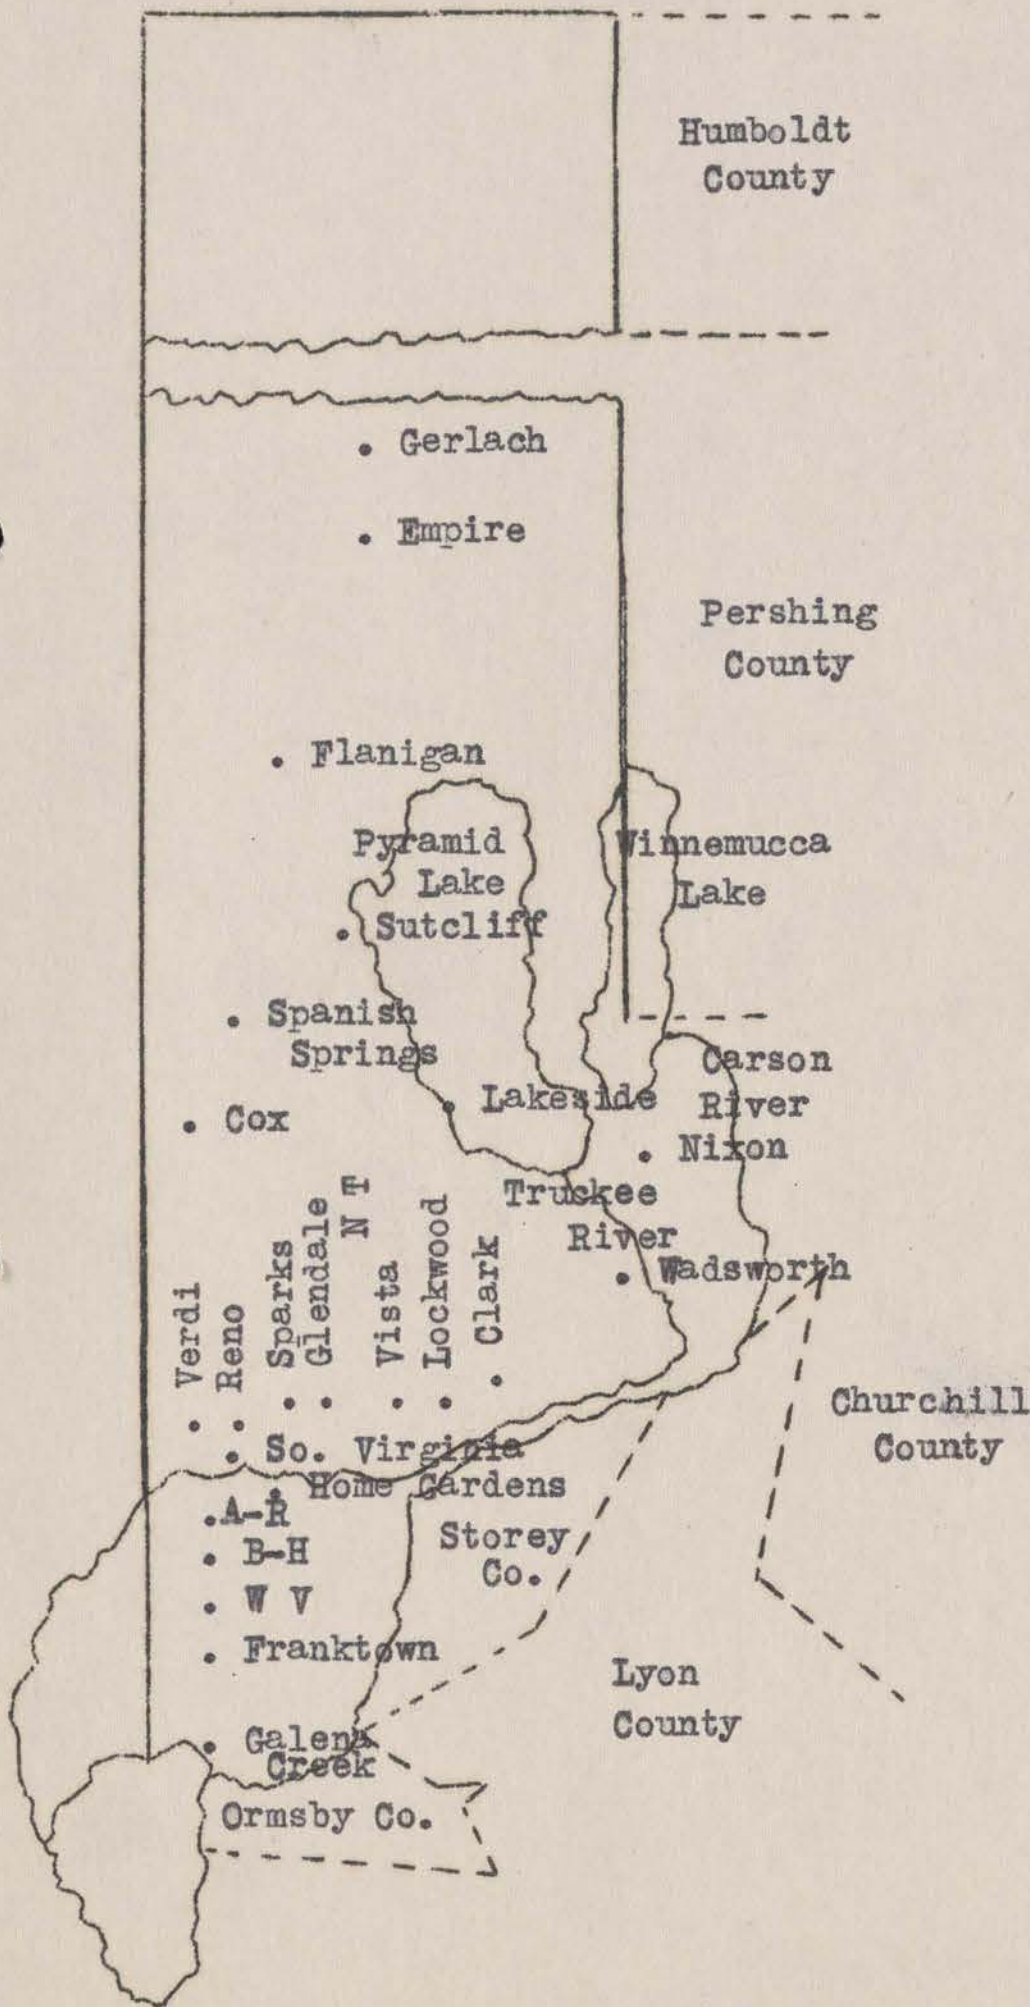 Humboldt
County
Gerlach
Empire
Pershing
County
Flanigan
Pyramid
Lake
Winnemucca
Lake
Sutcliff
Spanish
Springs
Carson
River
Lakeside
Cox
Nixon
Truckee
River
Wadsworth
Verdi
Reno
Sparks
Glendale
N T
Vista
Lockwood
Clark
Churchill
County
So. Virginia
Home Gardens
A-R
B-H
W V
Storey
Co.
Franktown
Lyon
County
Galena
Creek
Ormsby Co.